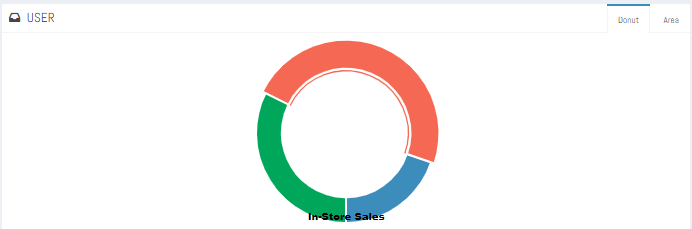 USER
Donut
Area
In-Store Sales